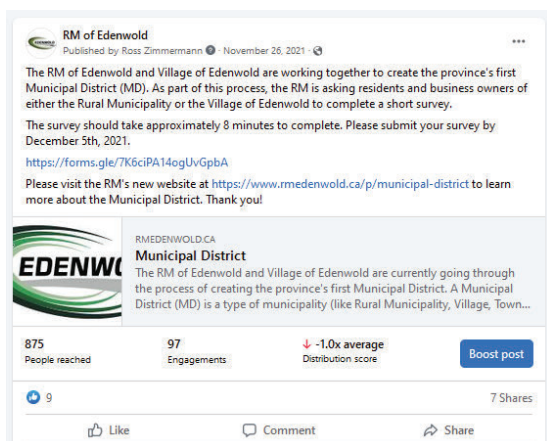 RM of Edenwold
Published by Ross Zimmermann · November 26, 2021 ·
...
The RM of Edenwold and Village of Edenwold are working together to create the province's first
Municipal District (MD). As part of this process, the RM is asking residents and business owners of
either the Rural Municipality or the Village of Edenwold to complete a short survey.
The survey should take approximately 8 minutes to complete. Please submit your survey by
December 5th, 2021.
https://forms.gle/7K6ciPA14ogUvGpbA
Please visit the RM's new website at https://www.rmedenwold.ca/p/municipal-district to learn
more about the Municipal District. Thank you!
EDENW
RMEDENWOLD.CA
Municipal District
The RM of Edenwold and Village of Edenwold are currently going through
the process of creating the province's first Municipal District. A Municipal
District (MD) is a type of municipality (like Rural Municipality, Village, Town...
875 97 ↓ -1.0x average
People reached Engagements Distribution score
Boost post
9 7 Shares
Like Comment Share